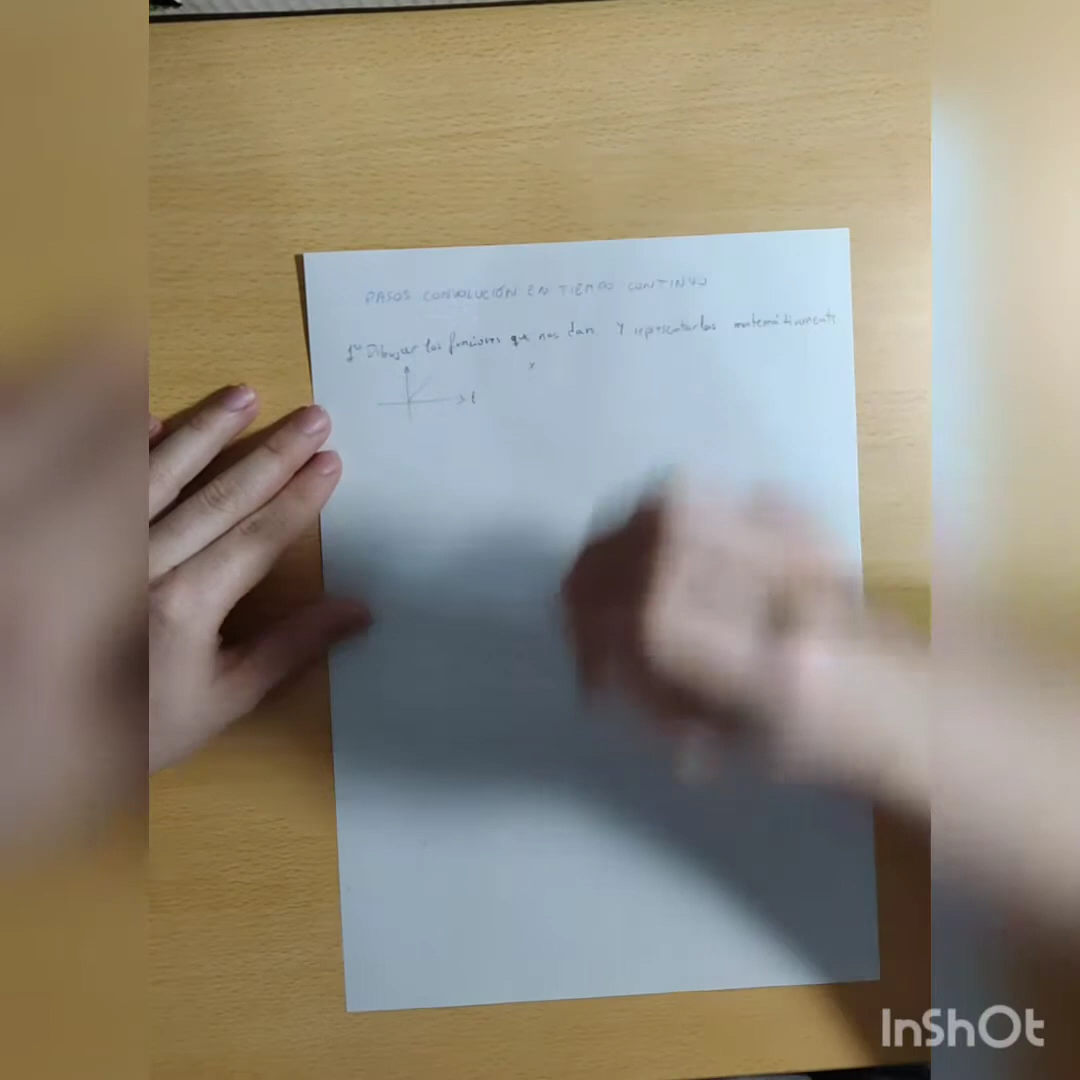 PASOS CONVOLUCIÓN EN TIEMPO CONTINUO
1º Dibujar las funciones que nos dan Y representarlas matemáticamente
x
t
InShOt